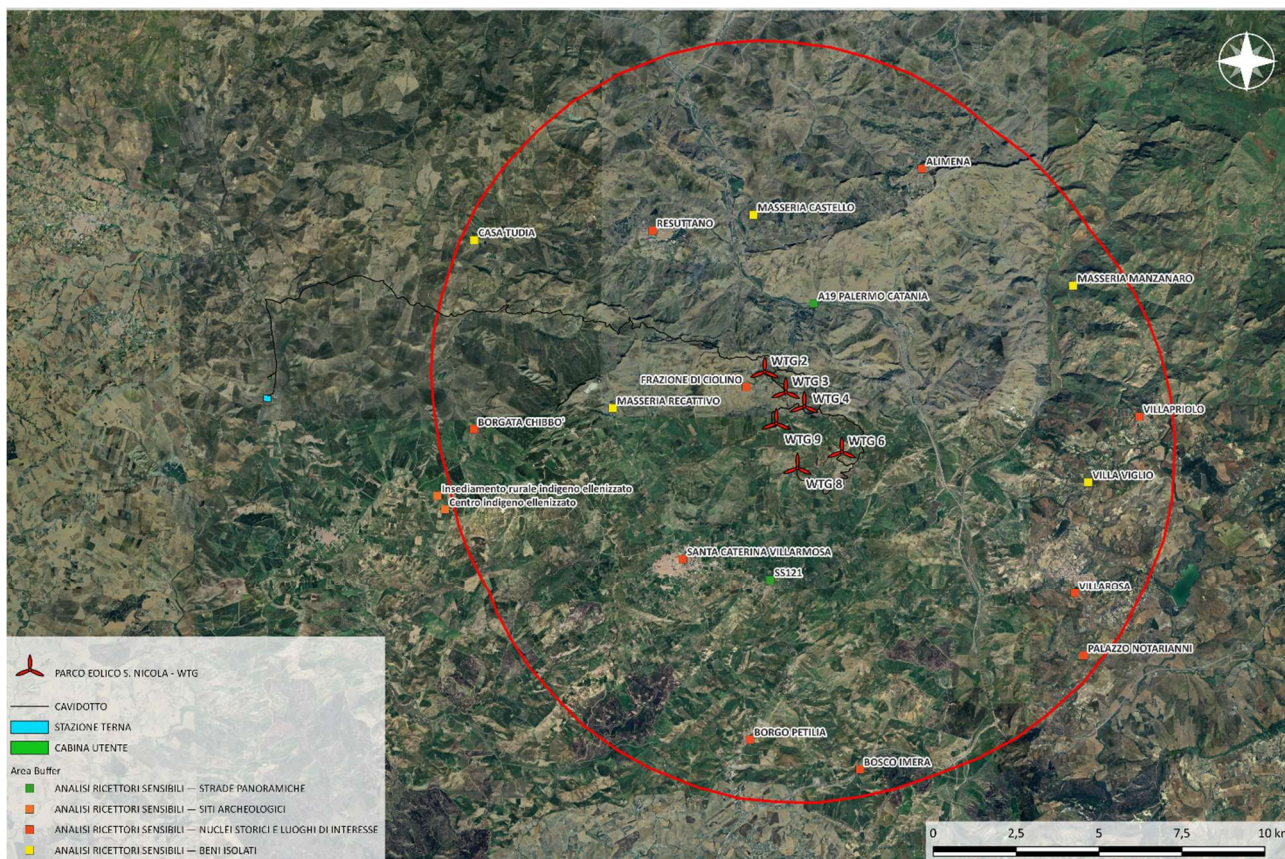 ALIMENA
MASSERIA CASTELLO
RESUTTANO
CASA TUDIA
MASSERIA MANZANARO
A19 PALERMO CATANIA
WTG 2
FRAZIONE DI CIOLINO
WTG 3
MASSERIA RECATTIVO
WTG 4
VILLAPRIOLO
BORGATA CHIBBO'
WTG 9
WTG 6
WTG 8
VILLA VIGLIO
Insediamento rurale indigeno ellenizzato
Centro indigeno ellenizzato
SANTA CATERINA VILLARMOSA
SS121
VILLAROSA
PALAZZO NOTARIANNI
BORGO PETILIA
BOSCO IMERA
PARCO EOLICO S. NICOLA - WTG
CAVIDOTTO
STAZIONE TERNA
CABINA UTENTE
Area Buffer
ANALISI RICETTORI SENSIBILI — STRADE PANORAMICHE
ANALISI RICETTORI SENSIBILI — SITI ARCHEOLOGICI
ANALISI RICETTORI SENSIBILI — NUCLEI STORICI E LUOGHI DI INTERESSE
ANALISI RICETTORI SENSIBILI — BENI ISOLATI
0 2,5 5 7,5 10 km